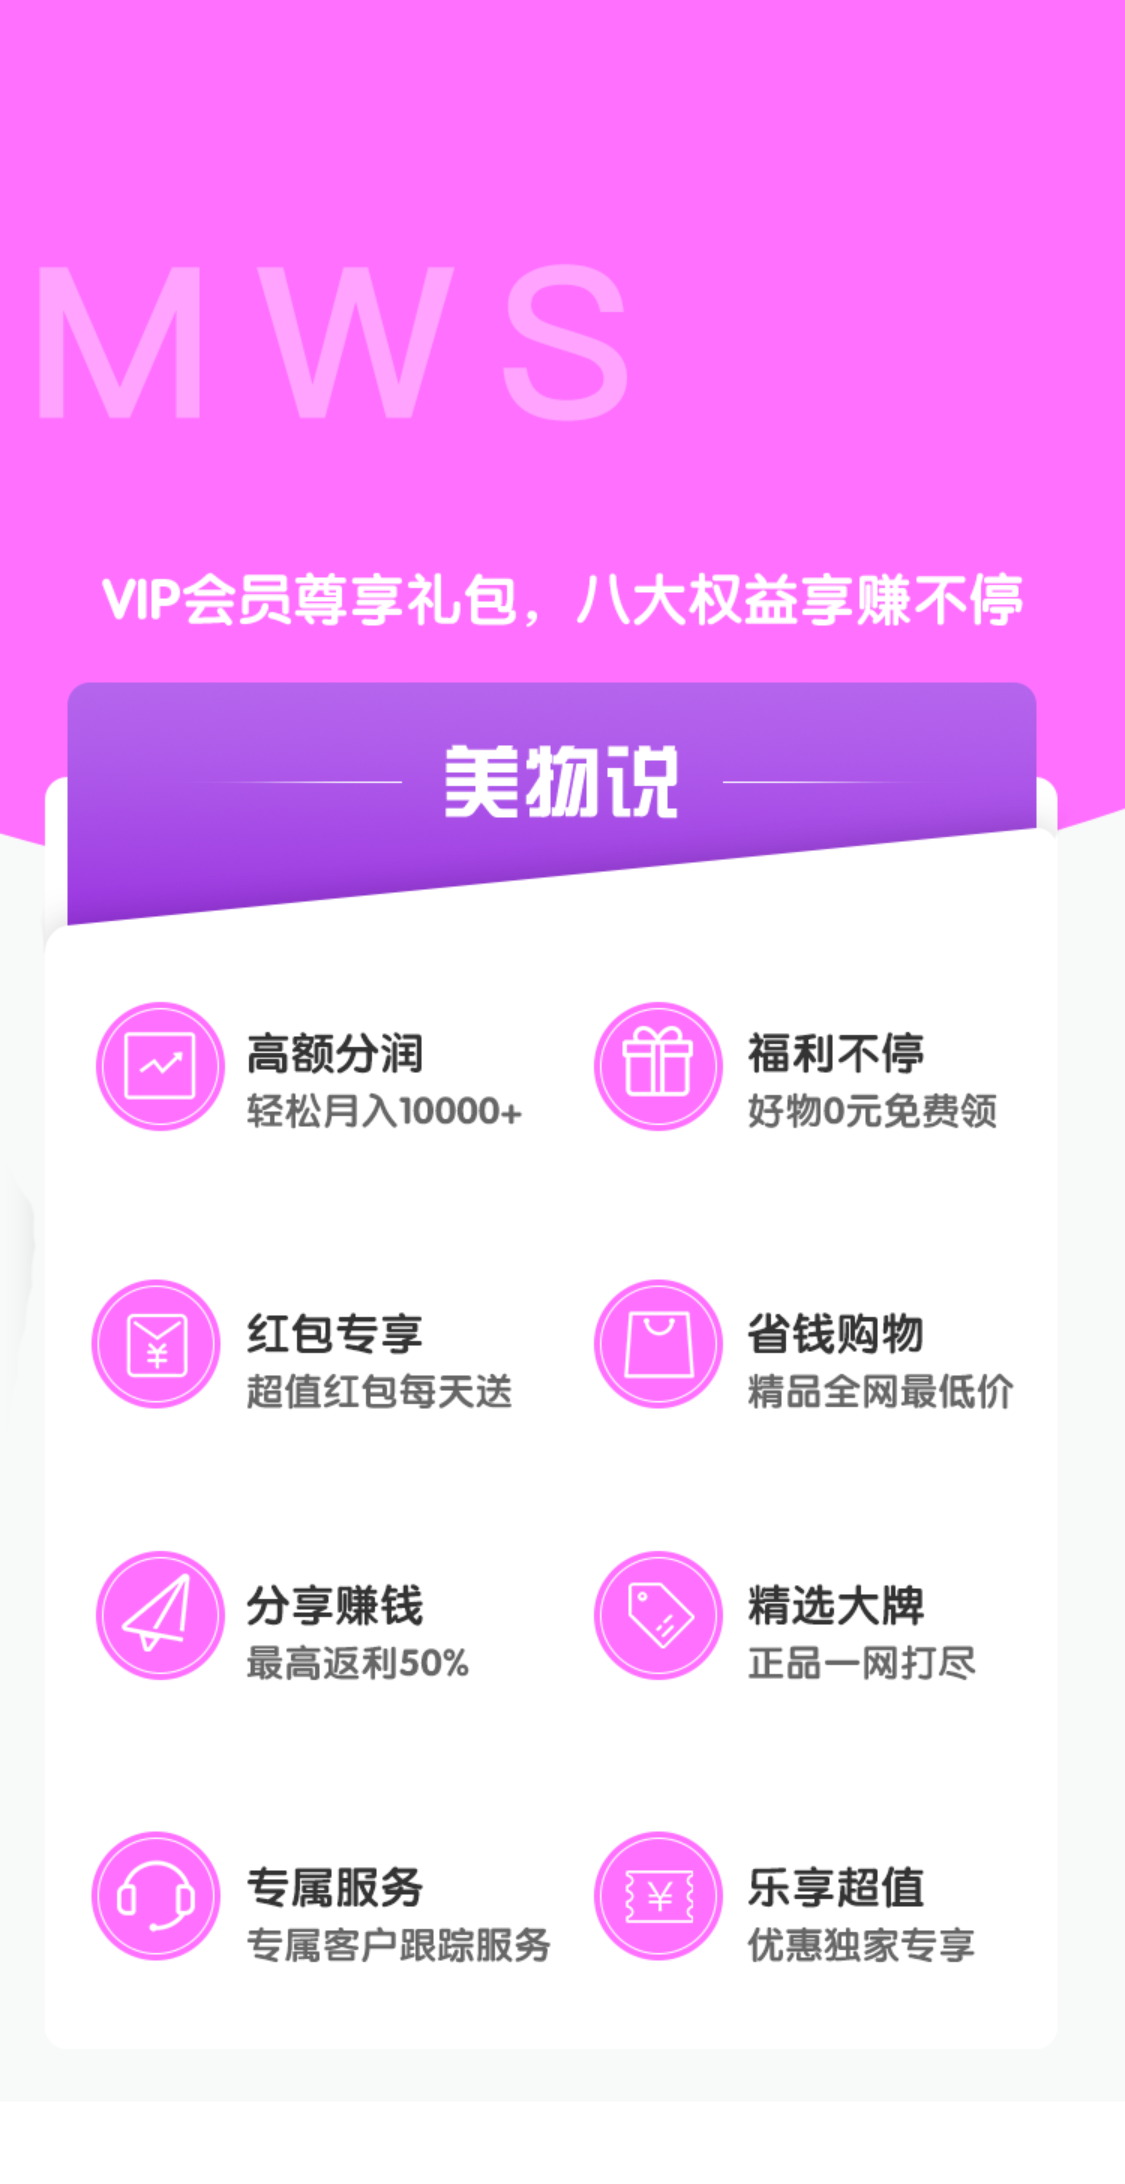 MWS
VIP会员尊享礼包，八大权益享赚不停
美物说
高额分润
轻松月入10000+
福利不停
好物0元免费领
红包专享
超值红包每天送
省钱购物
精品全网最低价
分享赚钱
最高返利50%
精选大牌
正品一网打尽
专属服务
专属客户跟踪服务
乐享超值
优惠独家专享